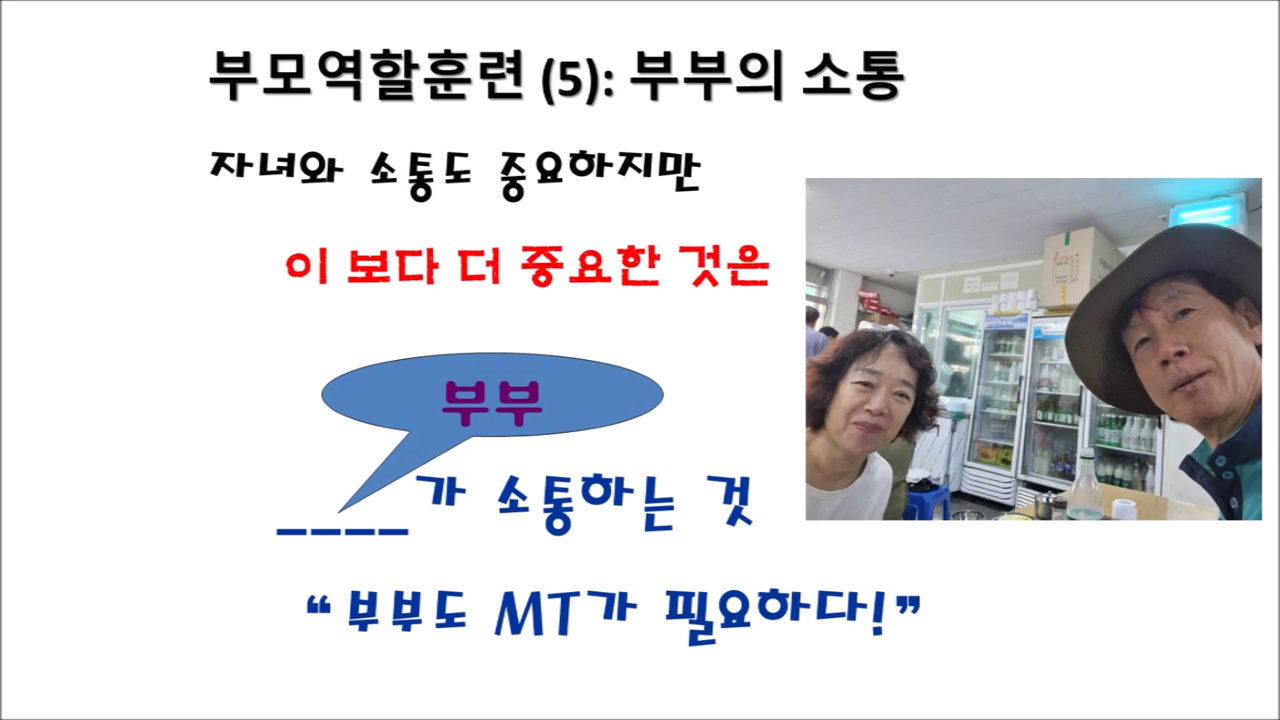 부모역할훈련 (5): 부부의 소통
자녀와 소통도 중요하지만
이 보다 더 중요한 것은
부부
____가 소통하는 것
“부부도 MT가 필요하다!”